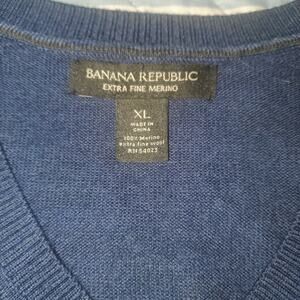 BANANA REPUBLIC
EXTRA FINE MERINO
XL
MADE IN
CHINA
100% Merino
extra fine wool
RN 54023